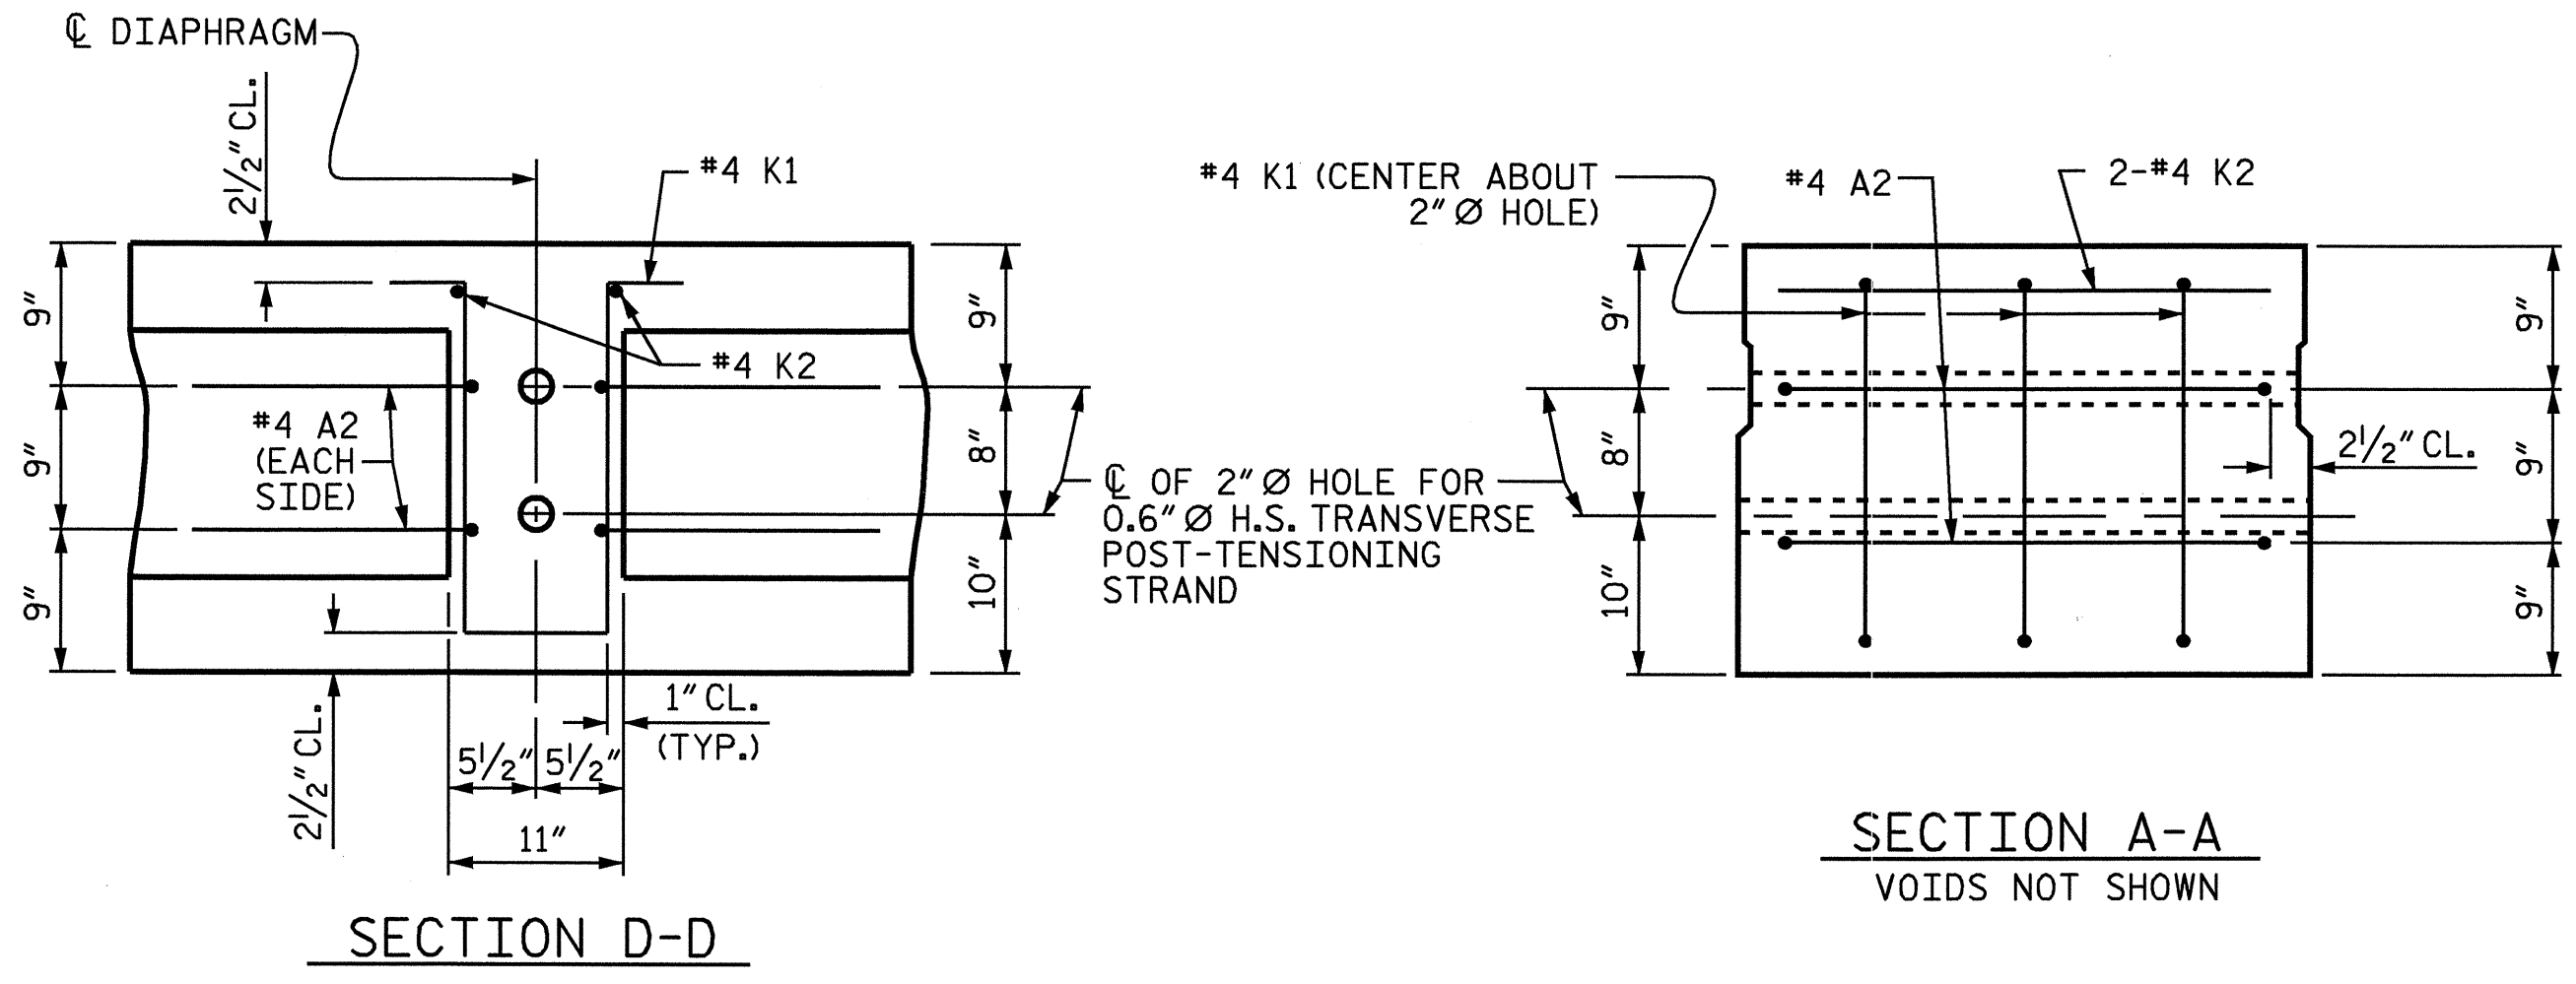 ℄ DIAPHRAGM
2½" CL.
#4 K1
9"
9"
9"
#4 A2
(EACH
SIDE)
#4 K2
9"
8"
10"
2½" CL.
1" CL.
(TYP.)
5½"
5½"
11"
SECTION D-D
℄ OF 2" Ø HOLE FOR
0.6" Ø H.S. TRANSVERSE
POST-TENSIONING
STRAND
#4 K1 (CENTER ABOUT
2" Ø HOLE)
#4 A2
2-#4 K2
9"
8"
10"
9"
9"
9"
2½" CL.
SECTION A-A
VOIDS NOT SHOWN